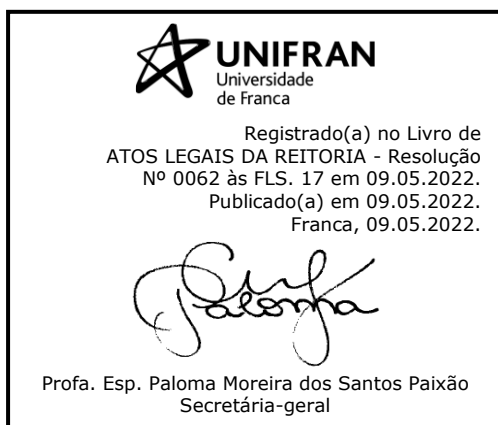 UNIFRAN
Universidade
de Franca
Registrado(a) no Livro de
ATOS LEGAIS DA REITORIA - Resolução
Nº 0062 às FLS. 17 em 09.05.2022.
Publicado(a) em 09.05.2022.
Franca, 09.05.2022.
Paloma
Profa. Esp. Paloma Moreira dos Santos Paixão
Secretária-geral